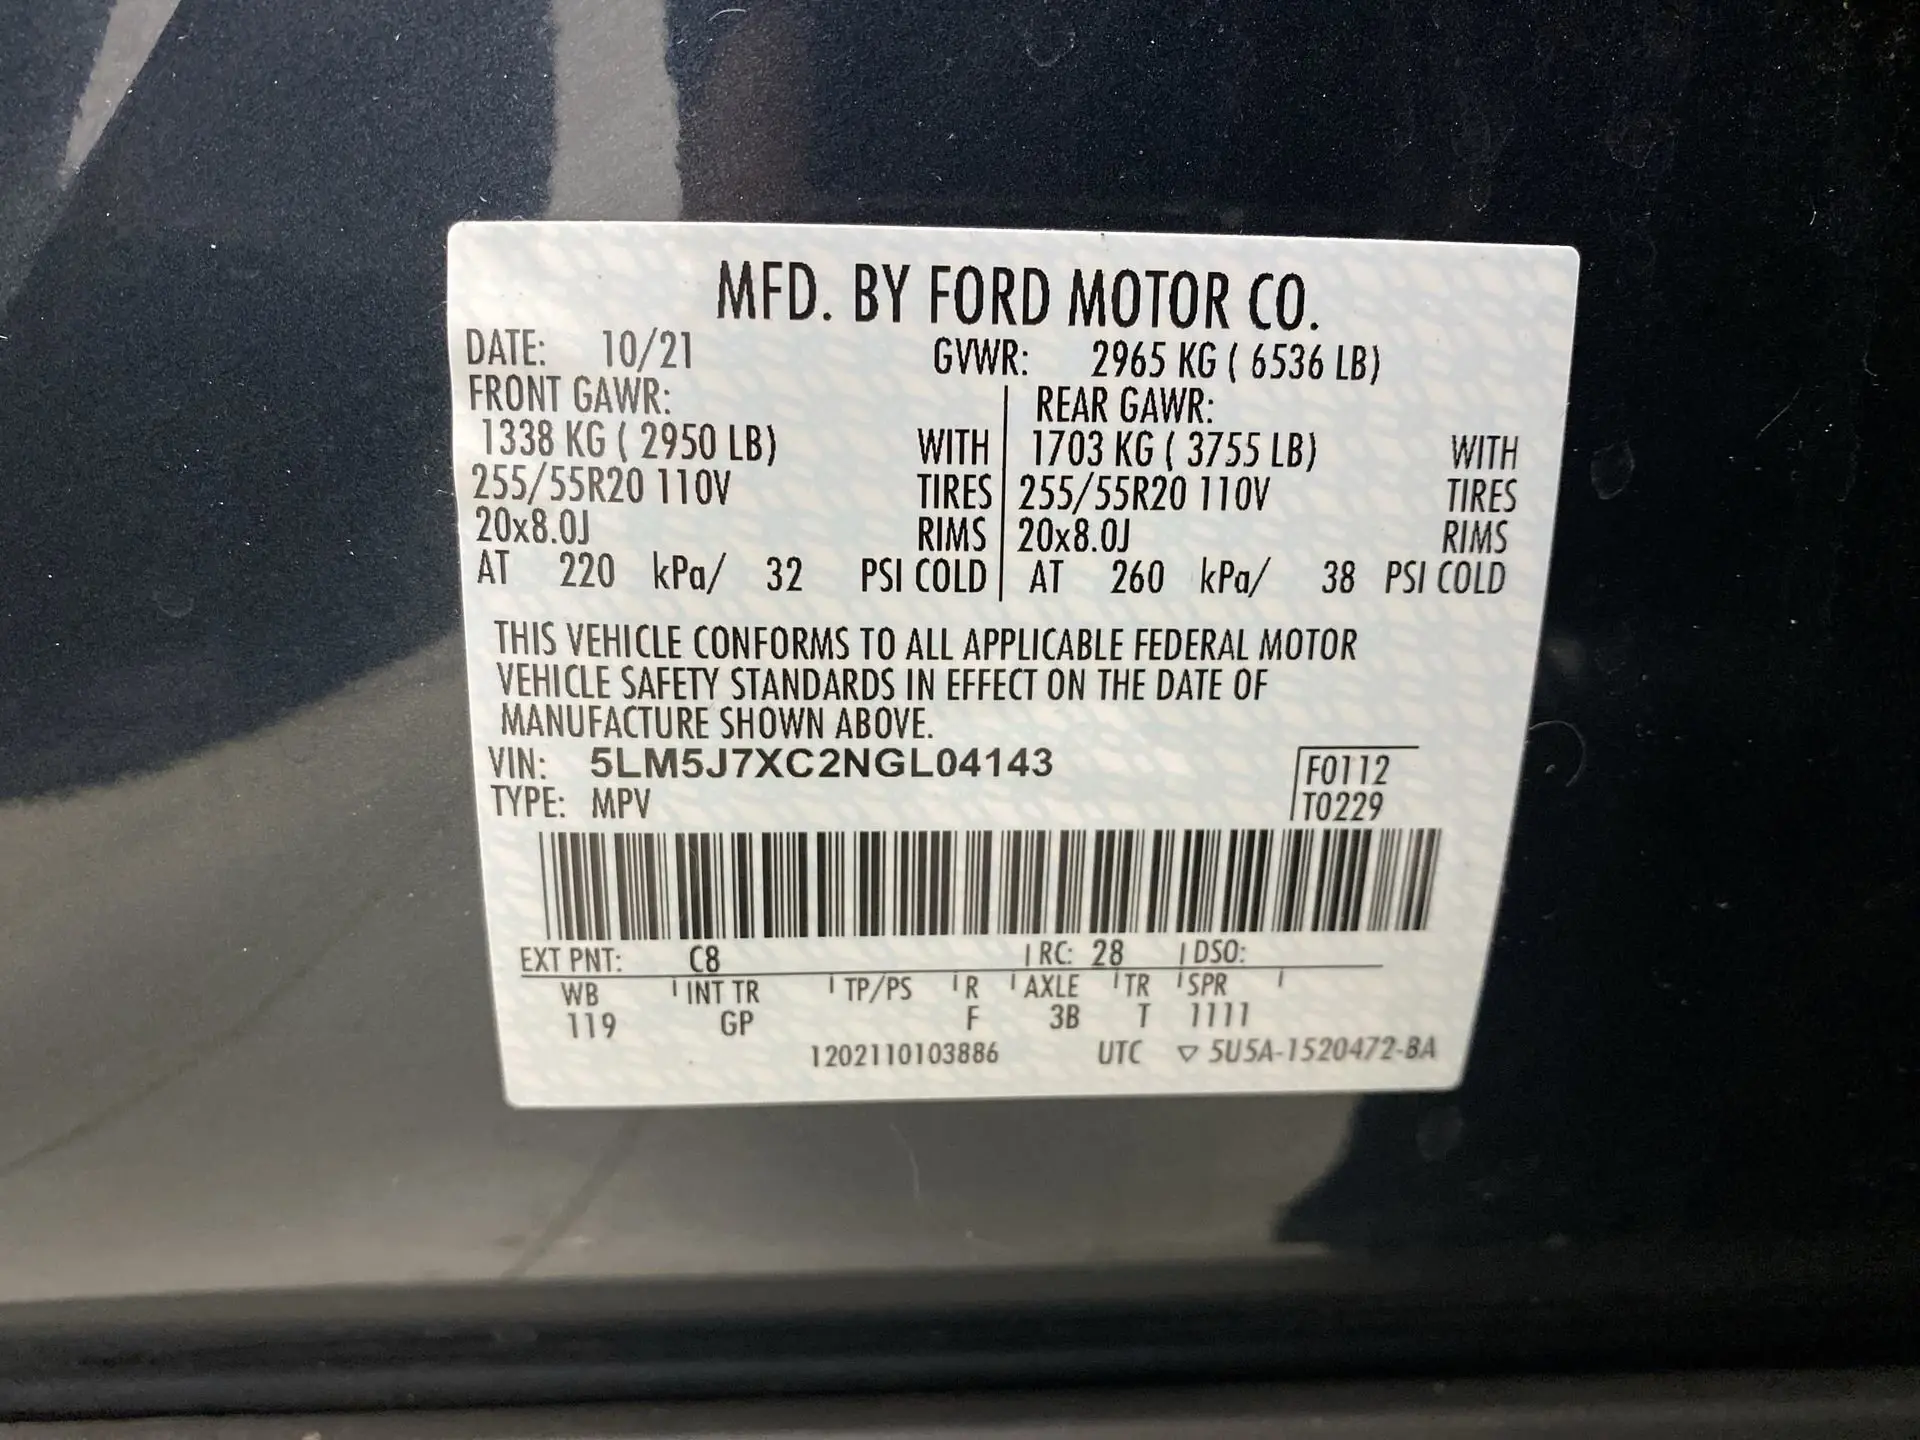 MFD. BY FORD MOTOR CO.
DATE: 10/21 GVWR: 2965 KG ( 6536 LB)
FRONT GAWR: REAR GAWR:
1338 KG ( 2950 LB) WITH 1703 KG ( 3755 LB) WITH
255/55R20 110V TIRES 255/55R20 110V TIRES
20x8.0J RIMS 20x8.0J RIMS
AT 220 kPa/ 32 PSI COLD AT 260 kPa/ 38 PSI COLD
THIS VEHICLE CONFORMS TO ALL APPLICABLE FEDERAL MOTOR
VEHICLE SAFETY STANDARDS IN EFFECT ON THE DATE OF
MANUFACTURE SHOWN ABOVE.
VIN: 5LM5J7XC2NGL04143 F0112
TYPE: MPV T0229
EXT PNT: C8 RC: 28 DSO:
WB INT TR TP/PS R AXLE TR SPR
119 GP F 3B T 1111
1202110103886 UTC ▽ 5U5A-1520472-BA